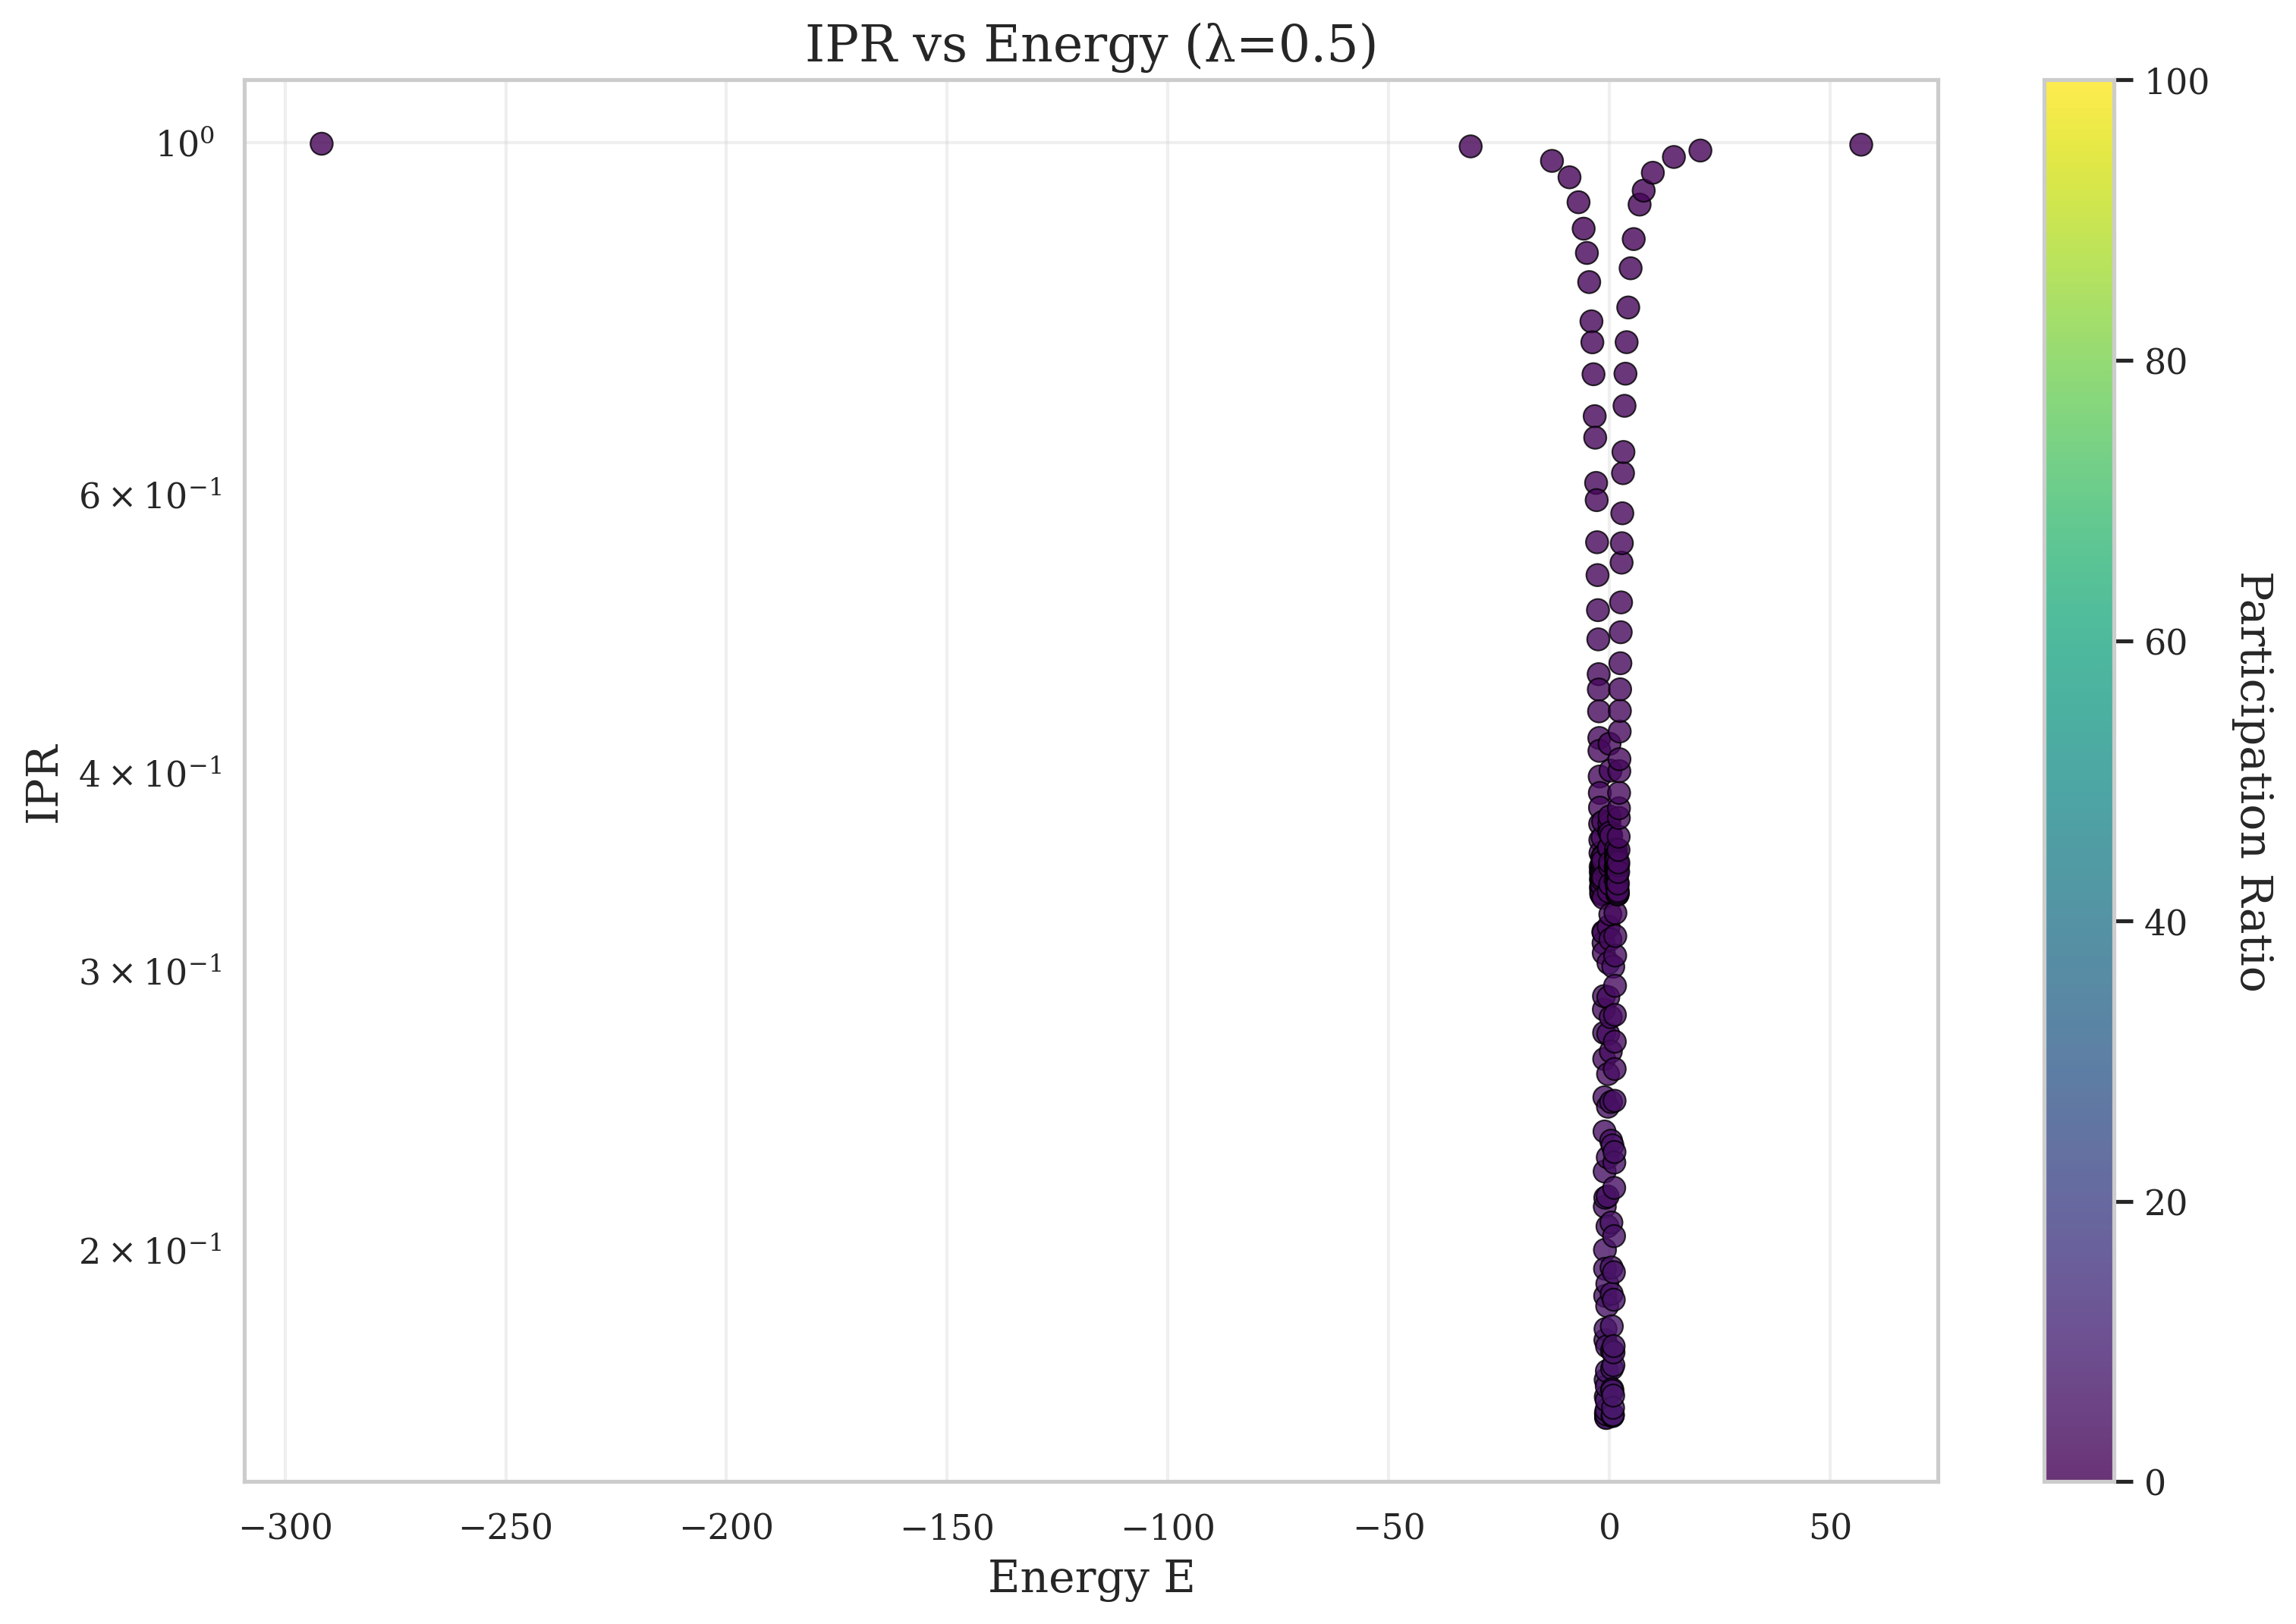 IPR vs Energy (λ=0.5)
IPR
10⁰
6 × 10⁻¹
4 × 10⁻¹
3 × 10⁻¹
2 × 10⁻¹
−300 −250 −200 −150 −100 −50 0 50
Energy E
100
80
60
40
20
0
Participation Ratio